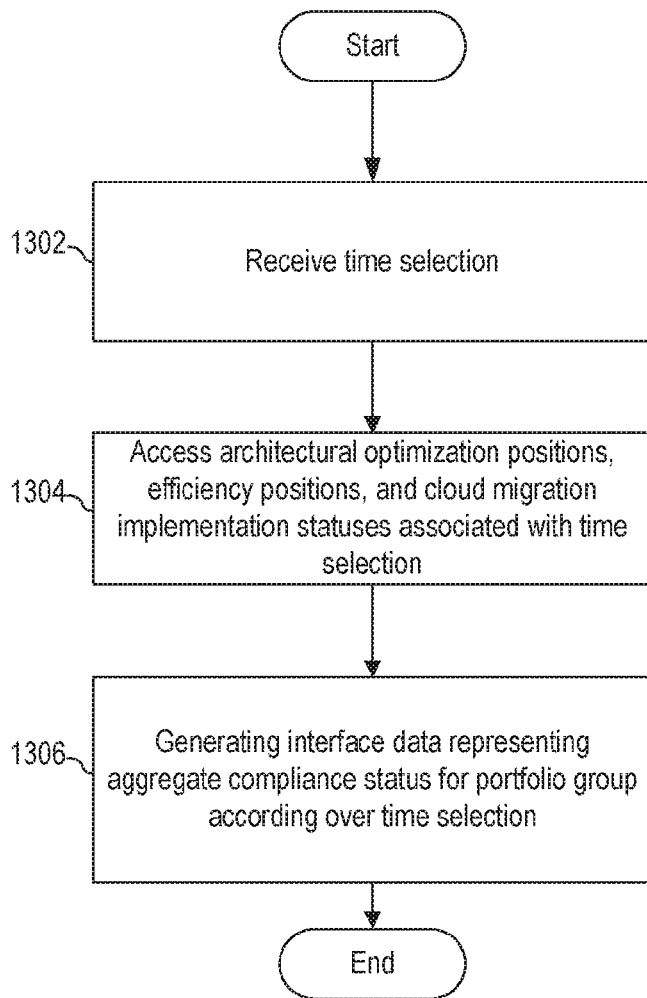 Start
1302
Receive time selection
1304
Access architectural optimization positions,
efficiency positions, and cloud migration
implementation statuses associated with time
selection
1306
Generating interface data representing
aggregate compliance status for portfolio group
according over time selection
End